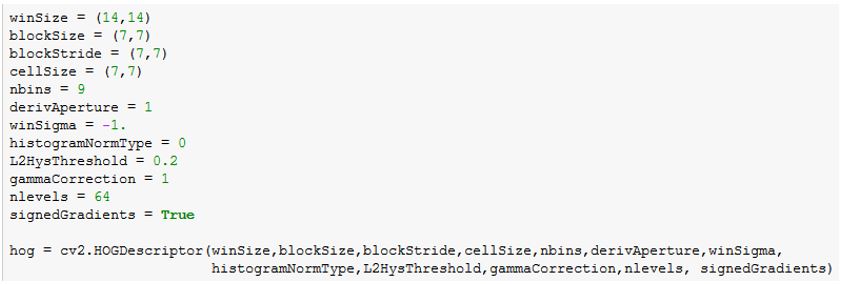 winSize = (14,14)
blockSize = (7,7)
blockStride = (7,7)
cellSize = (7,7)
nbins = 9
derivAperture = 1
winSigma = -1.
histogramNormType = 0
L2HysThreshold = 0.2
gammaCorrection = 1
nlevels = 64
signedGradients = True
hog = cv2.HOGDescriptor(winSize,blockSize,blockStride,cellSize,nbins,derivAperture,winSigma,
histogramNormType,L2HysThreshold,gammaCorrection,nlevels, signedGradients)